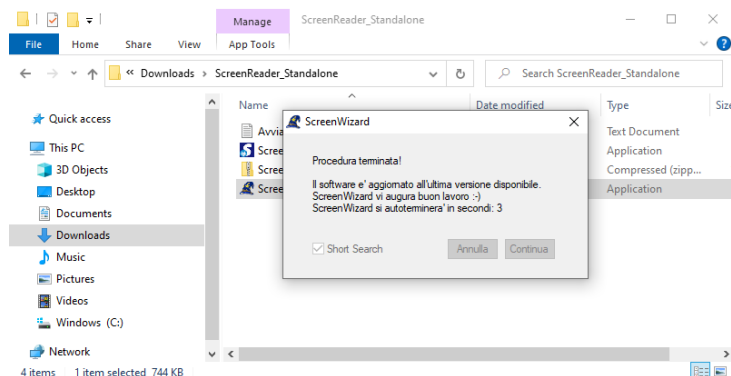 Manage
ScreenReader_Standalone
File
Home
Share
View
App Tools
« Downloads › ScreenReader_Standalone
Search ScreenReader_Standalone
Name
Date modified
Type
Quick access
This PC
3D Objects
Desktop
Documents
Downloads
Music
Pictures
Videos
Windows (C:)
Network
Text Document
Application
Compressed (zipp...
Application
ScreenWizard
Procedura terminata!
Il software e' aggiornato all'ultima versione disponibile.
ScreenWizard vi augura buon lavoro :-)
ScreenWizard si autoterminera' in secondi: 3
Short Search
Annulla
Continua
4 items
1 item selected 744 KB